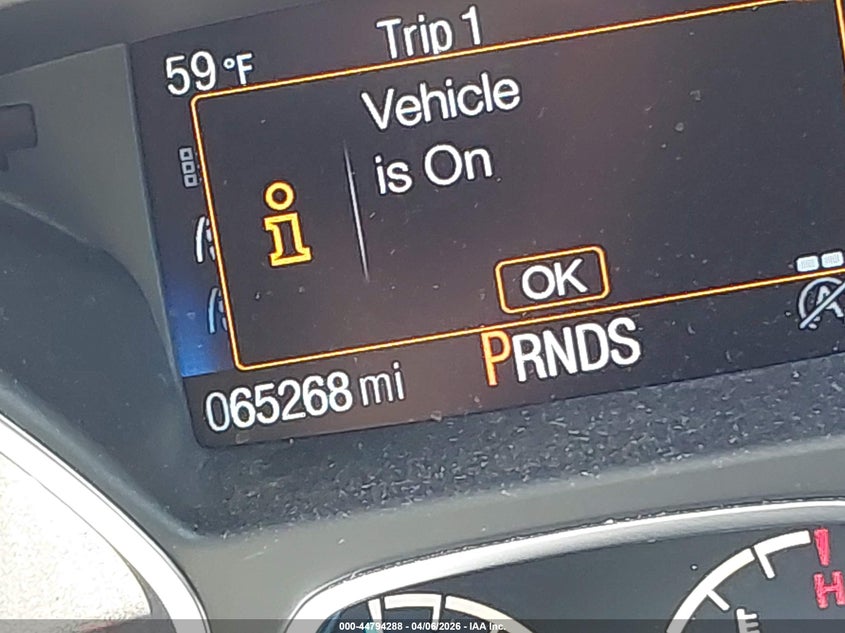 Trip 1
59 °F
Vehicle
is On
OK
065268 mi PRNDS
H
E
000-44794288 - 04/06/2026 - IAA Inc.